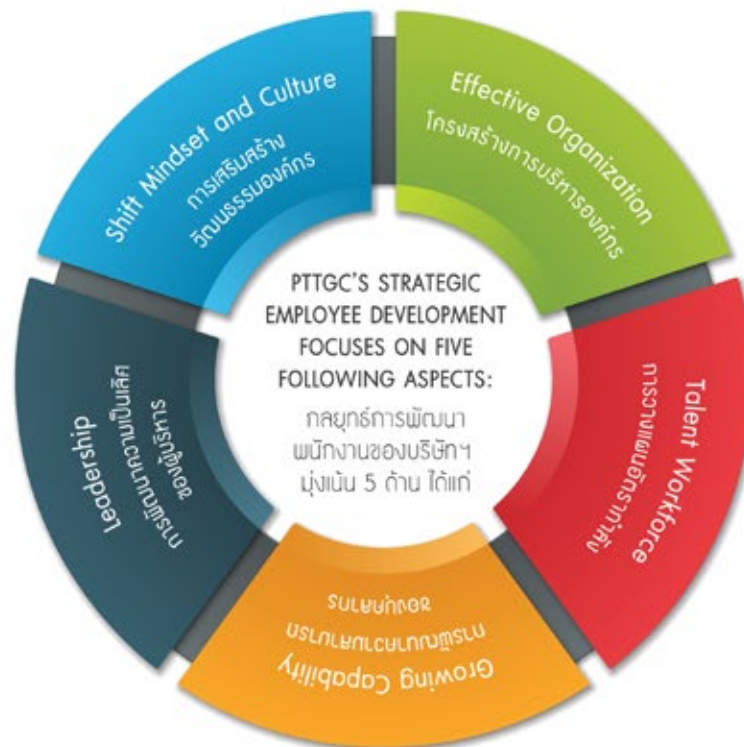 PTTGC'S STRATEGIC
EMPLOYEE DEVELOPMENT
FOCUSES ON FIVE
FOLLOWING ASPECTS:
กลยุทธ์การพัฒนา
พนักงานของบริษัทฯ
มุ่งเน้น 5 ด้าน ได้แก่
Effective Organization
โครงสร้างการบริหารองค์กร
Talent Workforce
การวางแผนอัตรากำลัง
Growing Capability
การพัฒนาความสามารถ
ของบุคลากร
Leadership
การพัฒนาความเป็นเลิศ
ของผู้บริหาร
Shift Mindset and Culture
การเสริมสร้าง
วัฒนธรรมองค์กร